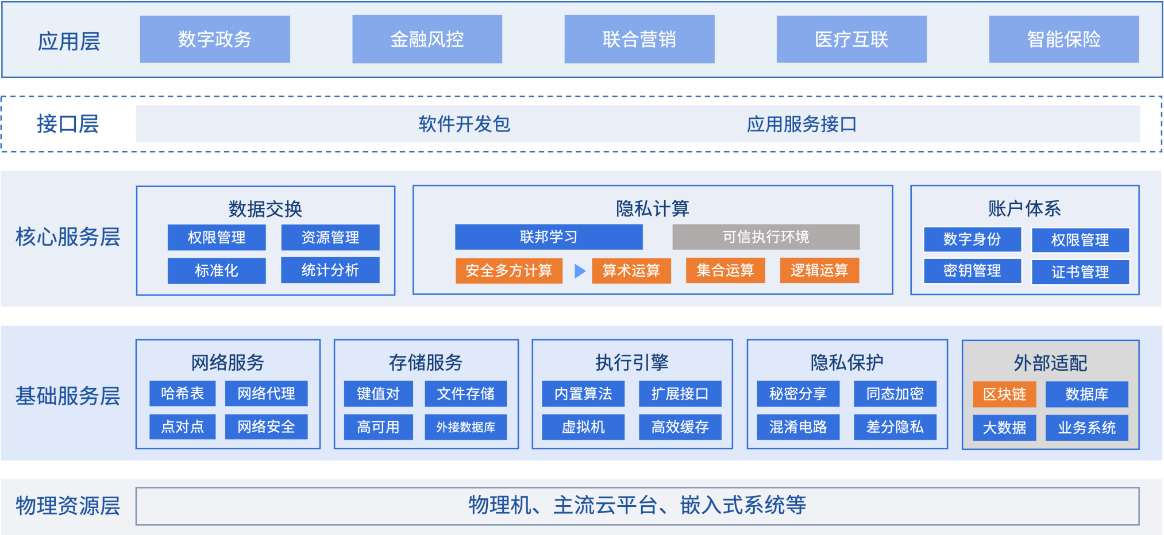 应用层
数字政务
金融风控
联合营销
医疗互联
智能保险
接口层
软件开发包
应用服务接口
核心服务层
数据交换
权限管理
资源管理
标准化
统计分析
隐私计算
联邦学习
可信执行环境
安全多方计算
算术运算
集合运算
逻辑运算
账户体系
数字身份
权限管理
密钥管理
证书管理
基础服务层
网络服务
哈希表
网络代理
点对点
网络安全
存储服务
键值对
文件存储
高可用
外接数据库
执行引擎
内置算法
扩展接口
虚拟机
高效缓存
隐私保护
秘密分享
同态加密
混淆电路
差分隐私
外部适配
区块链
数据库
大数据
业务系统
物理资源层
物理机、主流云平台、嵌入式系统等